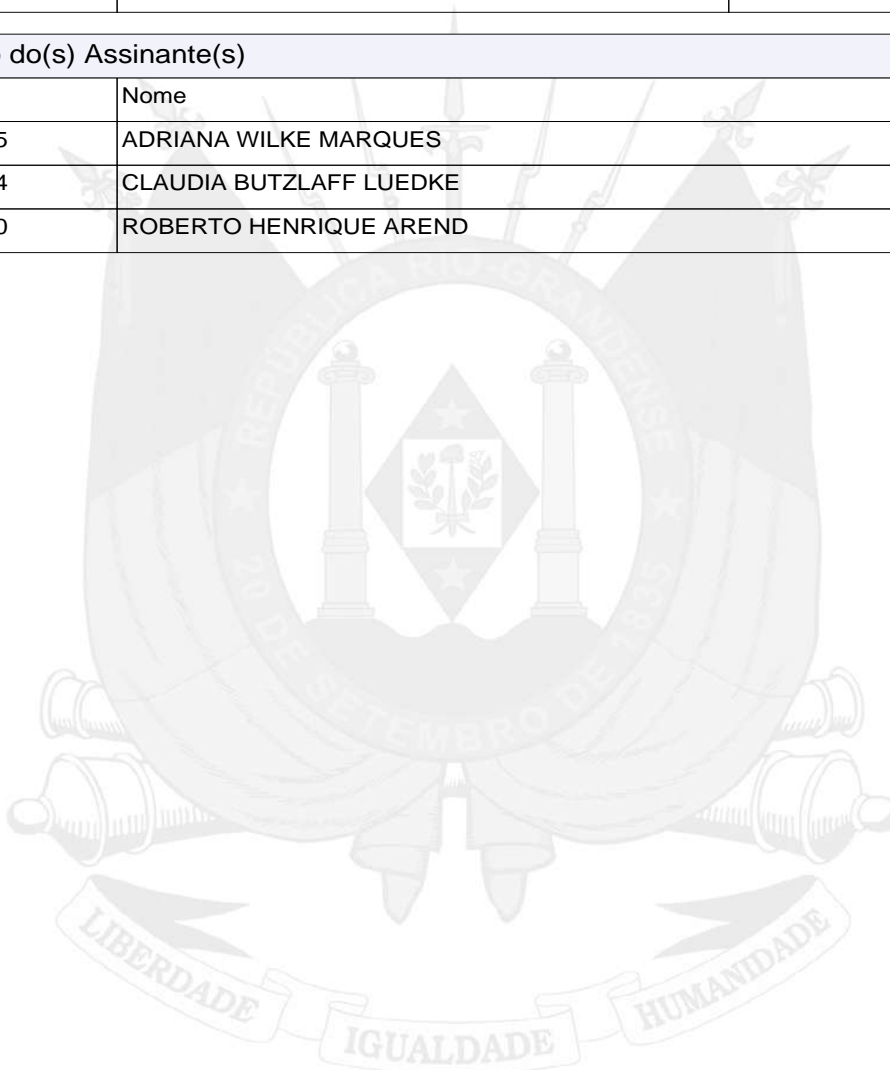 do(s) Assinante(s)
Nome
5 ADRIANA WILKE MARQUES
4 CLAUDIA BUTZLAFF LUEDKE
0 ROBERTO HENRIQUE AREND
REPÚBLICA RIO-GRANDENSE
20 DE SETEMBRO DE 1835
LIBERDADE IGUALDADE HUMANIDADE